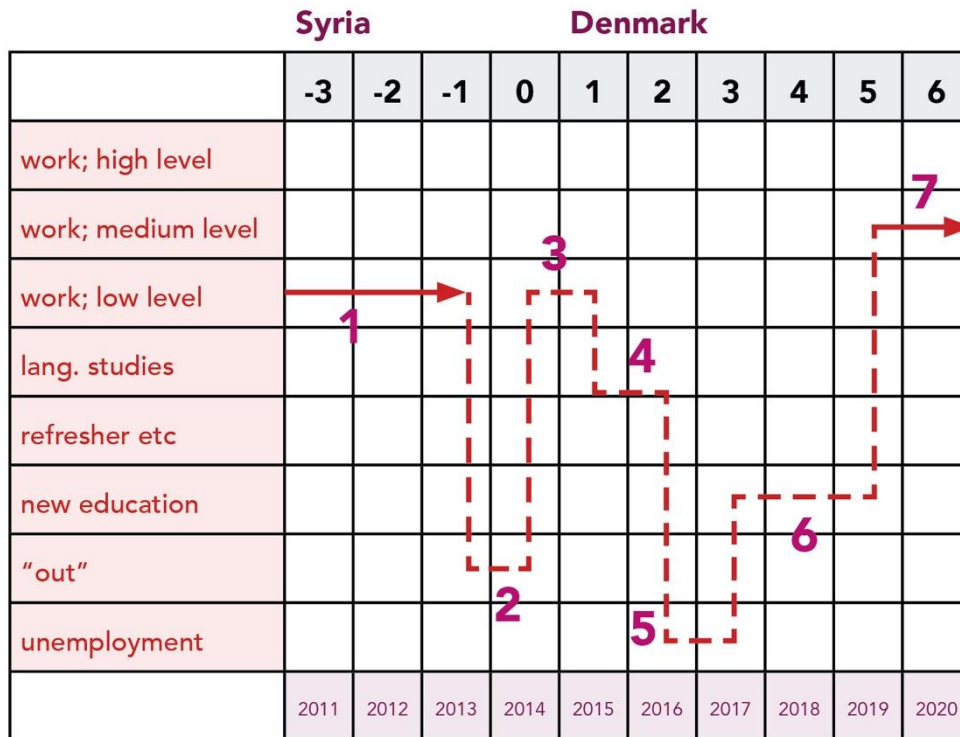 Syria Denmark
-3 -2 -1 0 1 2 3 4 5 6
work; high level
7
work; medium level
3
work; low level
1
4
lang. studies
refresher etc
new education
6
“out”
2
5
unemployment
2011 2012 2013 2014 2015 2016 2017 2018 2019 2020